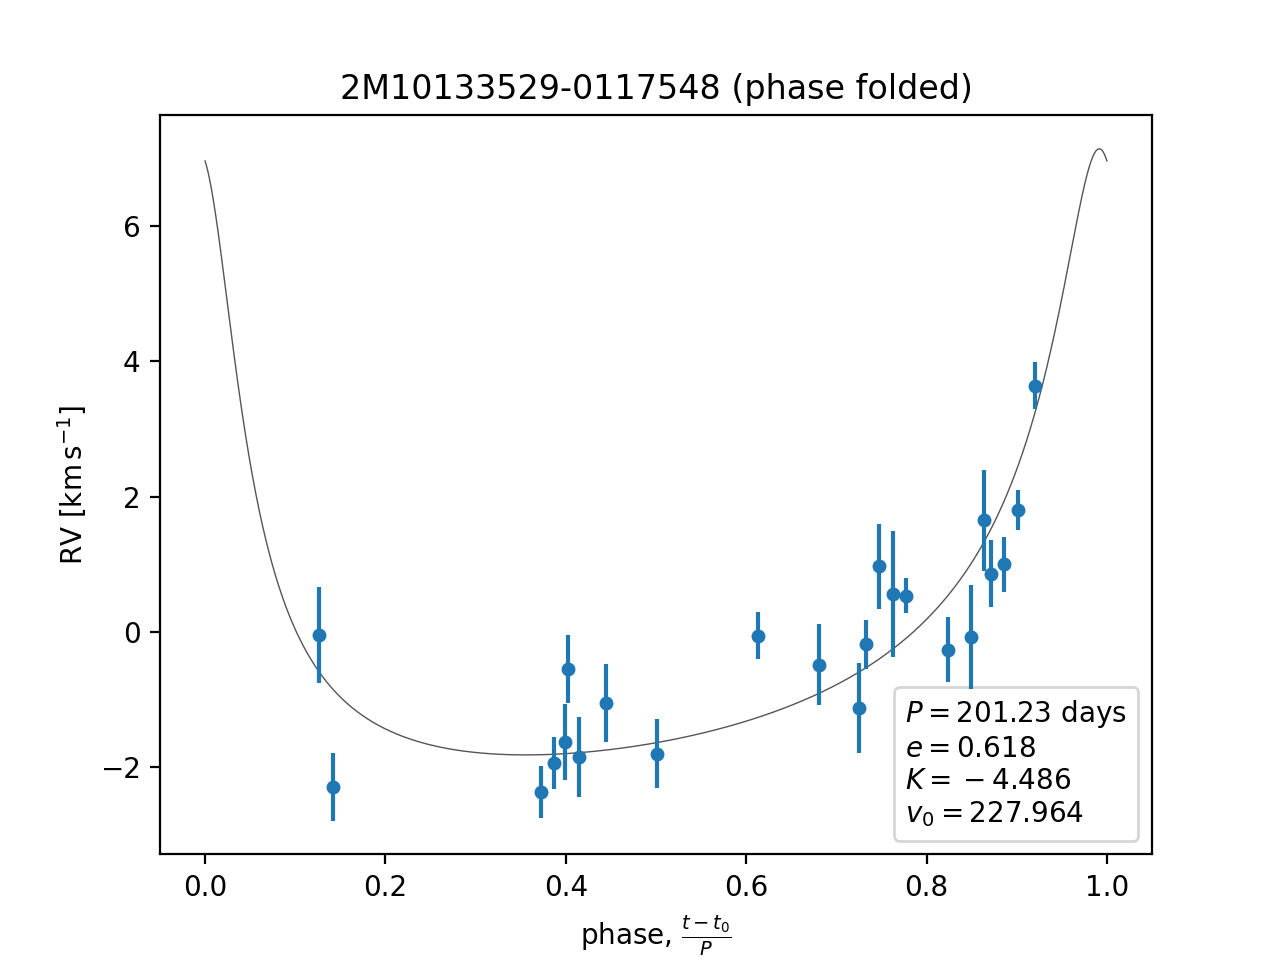 2M10133529-0117548 (phase folded)
RV [km s⁻¹]
6
4
2
0
−2
P = 201.23 days
e = 0.618
K = −4.486
v₀ = 227.964
0.0 0.2 0.4 0.6 0.8 1.0
phase, (t − t₀)/P